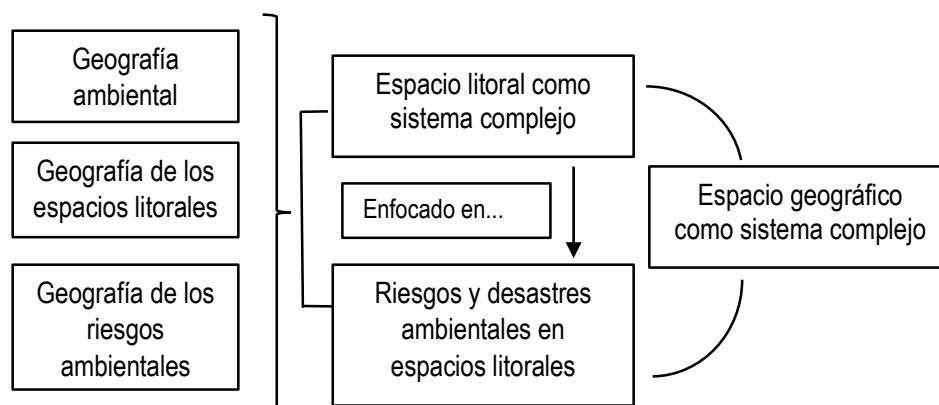 Geografía
ambiental
Geografía de los
espacios litorales
Geografía de los
riesgos
ambientales
Espacio litoral como
sistema complejo
Enfocado en...
Riesgos y desastres
ambientales en
espacios litorales
Espacio geográfico
como sistema complejo